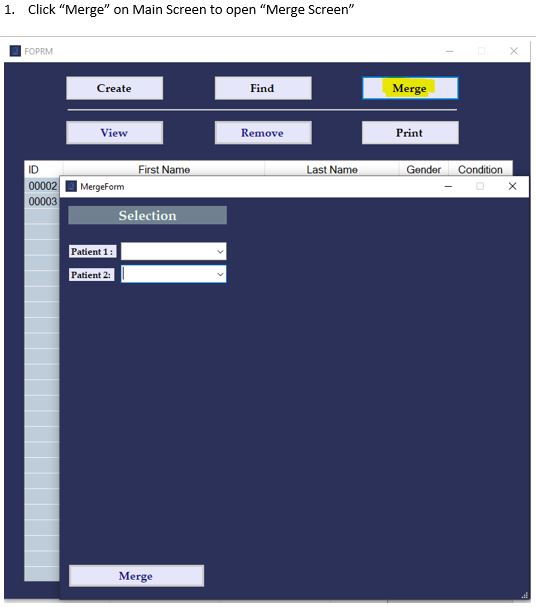 1. Click “Merge” on Main Screen to open “Merge Screen”
FOPRM
Create Find Merge
View Remove Print
ID First Name Last Name Gender Condition
00002
MergeForm
00003
Selection
Patient 1 :
Patient 2:
Merge